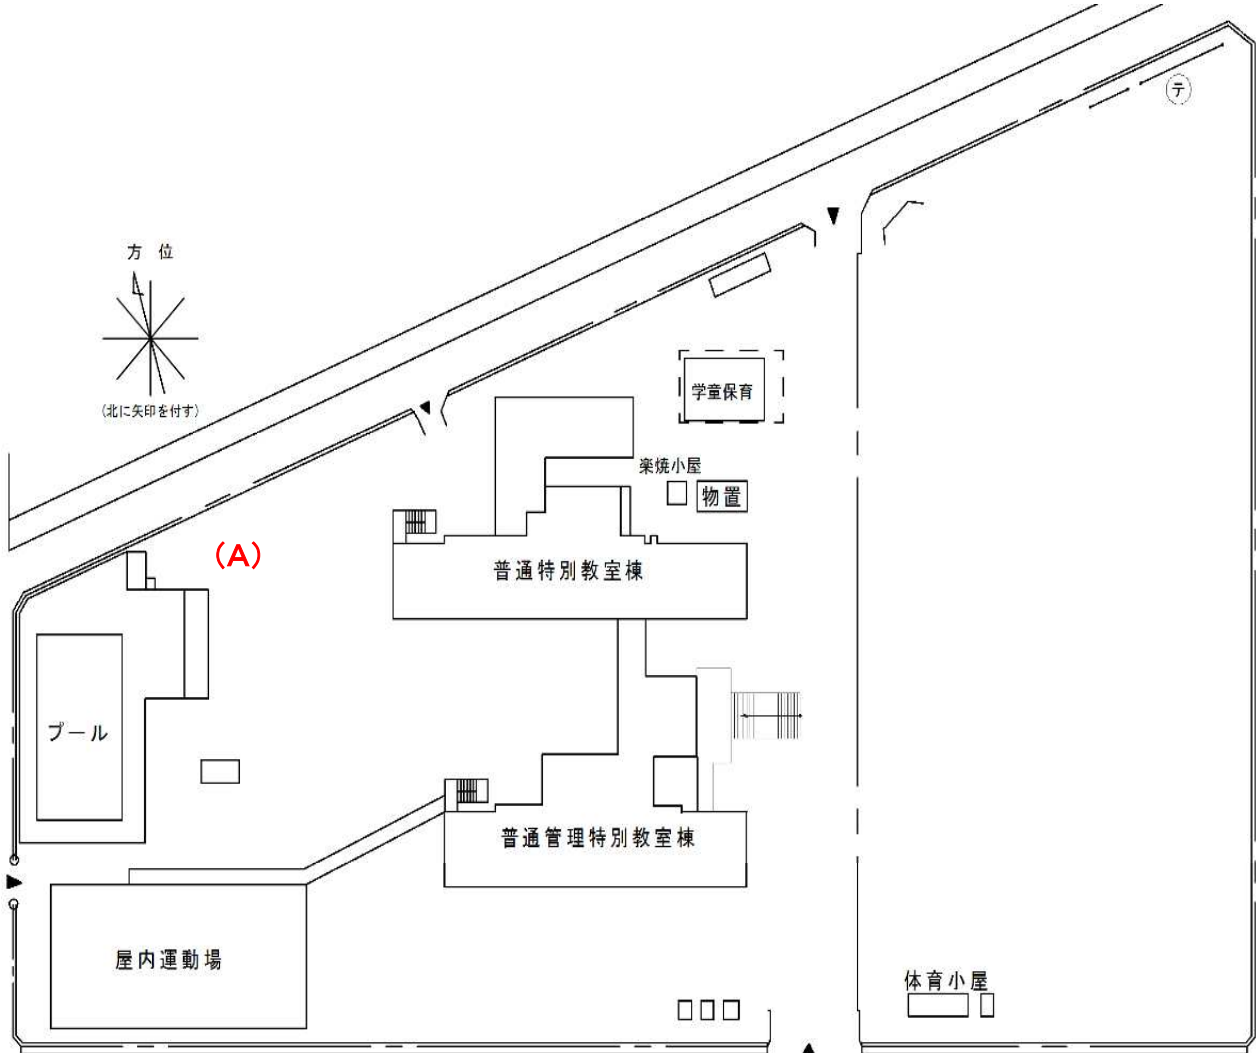 テ
方 位
(北に矢印を付す)
学童保育
楽焼小屋
物置
(A)
普通特別教室棟
プール
普通管理特別教室棟
屋内運動場
体育小屋